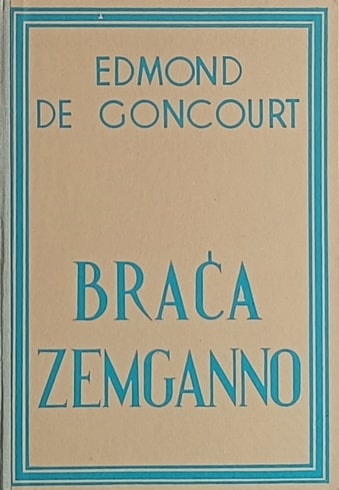 EDMOND
DE GONCOURT
BRAĆA
ZEMGANNO